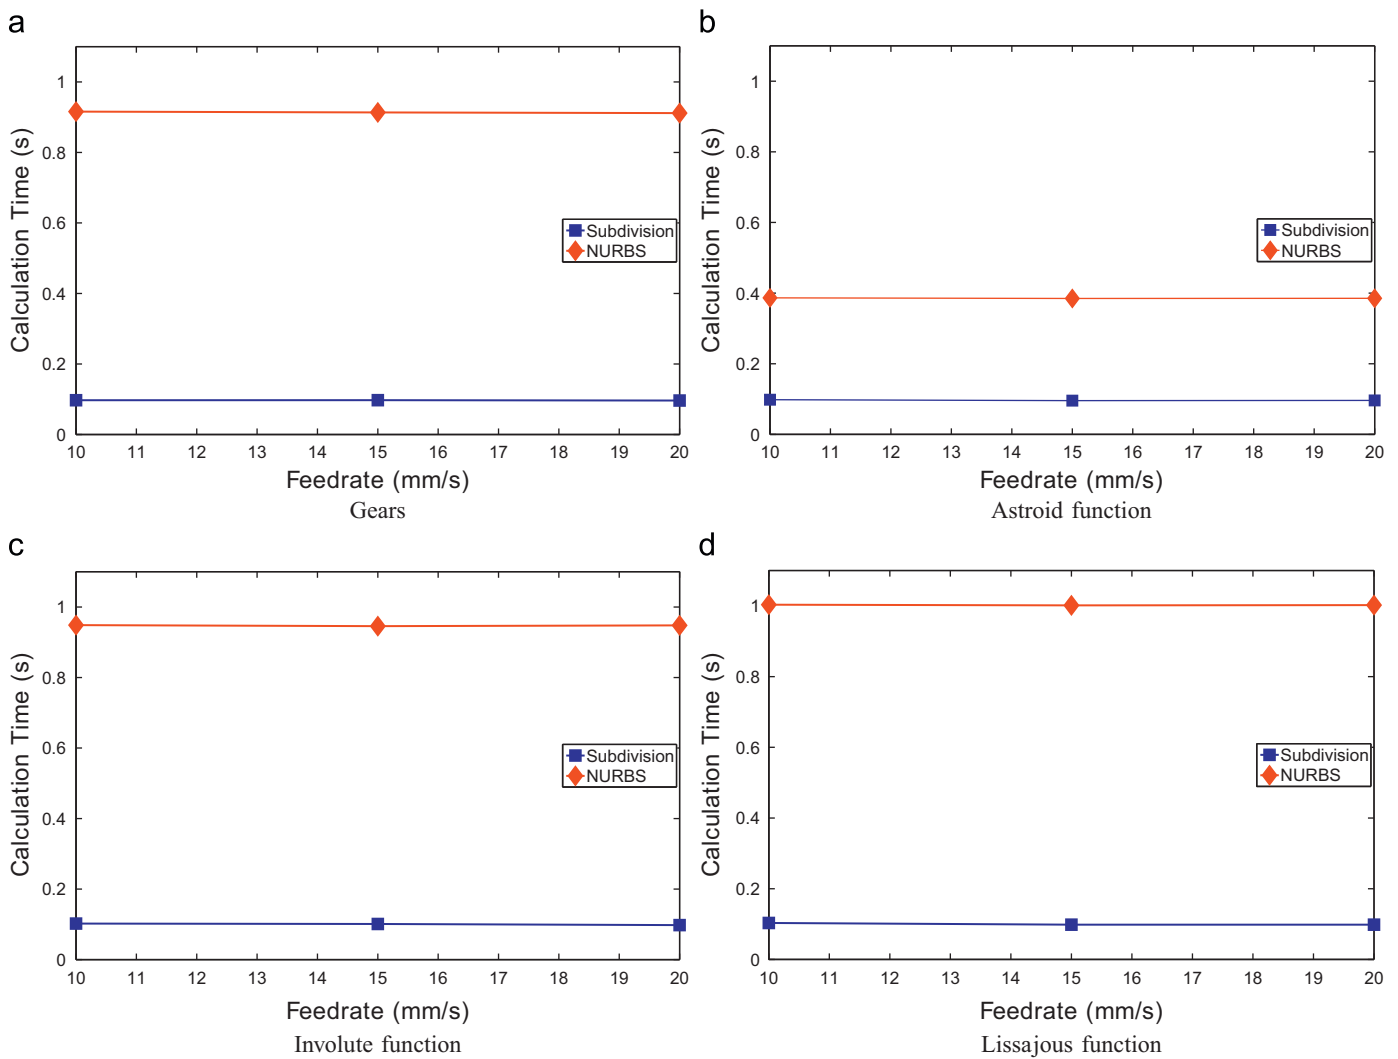 a
Calculation Time (s)
1
0.8
0.6
0.4
0.2
0
Subdivision
NURBS
10 11 12 13 14 15 16 17 18 19 20
Feedrate (mm/s)
Gears
b
Calculation Time (s)
1
0.8
0.6
0.4
0.2
0
Subdivision
NURBS
10 11 12 13 14 15 16 17 18 19 20
Feedrate (mm/s)
Astroid function
c
Calculation Time (s)
1
0.8
0.6
0.4
0.2
0
Subdivision
NURBS
10 11 12 13 14 15 16 17 18 19 20
Feedrate (mm/s)
Involute function
d
Calculation Time (s)
1
0.8
0.6
0.4
0.2
0
Subdivision
NURBS
10 11 12 13 14 15 16 17 18 19 20
Feedrate (mm/s)
Lissajous function